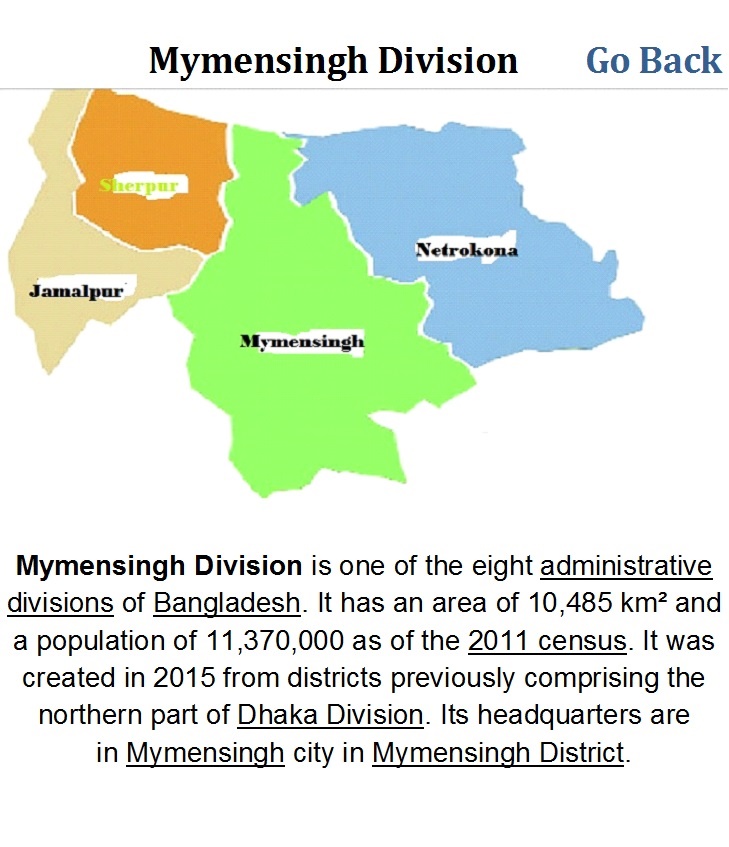 Mymensingh Division Go Back
Sherpur
Netrokona
Jamalpur
Mymensingh
Mymensingh Division is one of the eight administrative
divisions of Bangladesh. It has an area of 10,485 km² and
a population of 11,370,000 as of the 2011 census. It was
created in 2015 from districts previously comprising the
northern part of Dhaka Division. Its headquarters are
in Mymensingh city in Mymensingh District.